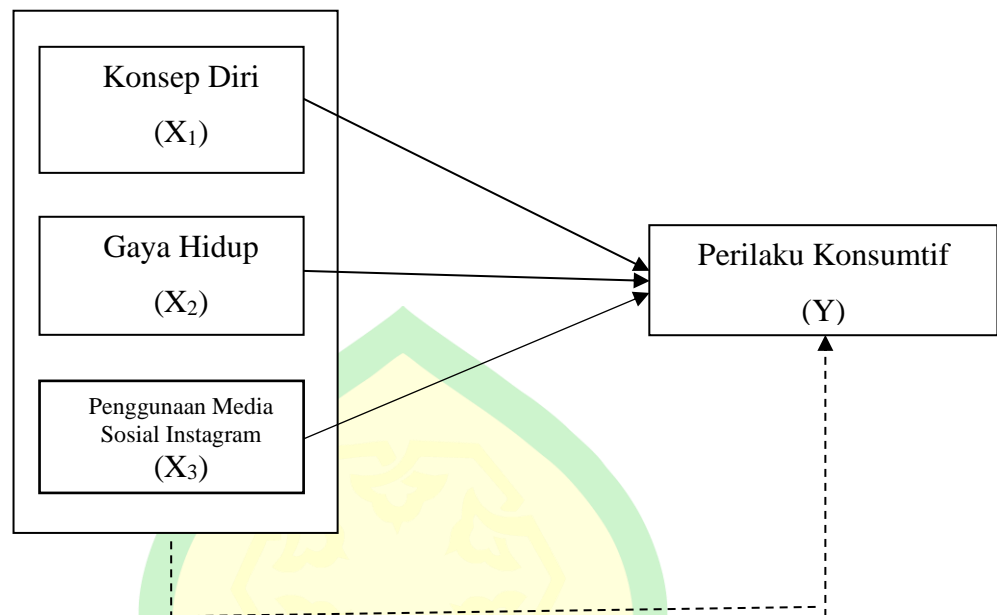 Konsep Diri
(X₁)
Gaya Hidup
(X₂)
Penggunaan Media
Sosial Instagram
(X₃)
Perilaku Konsumtif
(Y)